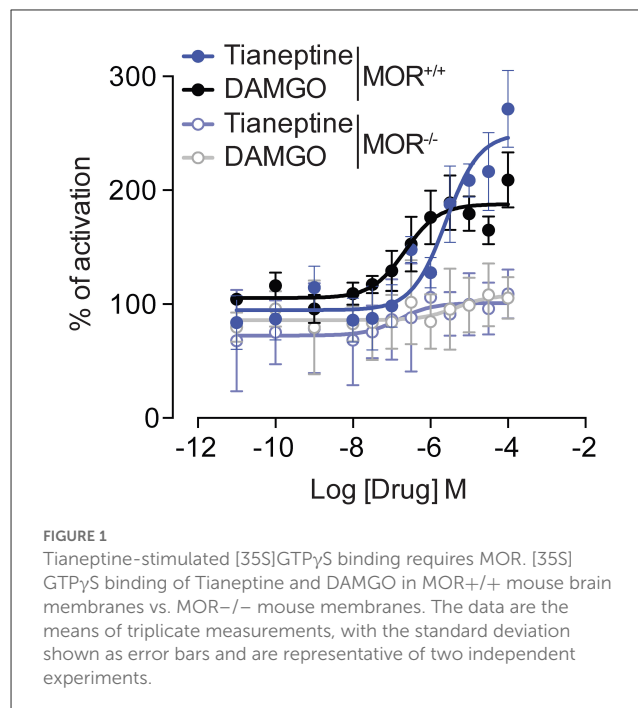 Tianeptine
DAMGO
MOR+/+
Tianeptine
DAMGO
MOR-/-
300
200
100
0
% of activation
-12 -10 -8 -6 -4 -2
Log [Drug] M
FIGURE 1
Tianeptine-stimulated [35S]GTPγS binding requires MOR. [35S]
GTPγS binding of Tianeptine and DAMGO in MOR+/+ mouse brain
membranes vs. MOR−/− mouse membranes. The data are the
means of triplicate measurements, with the standard deviation
shown as error bars and are representative of two independent
experiments.